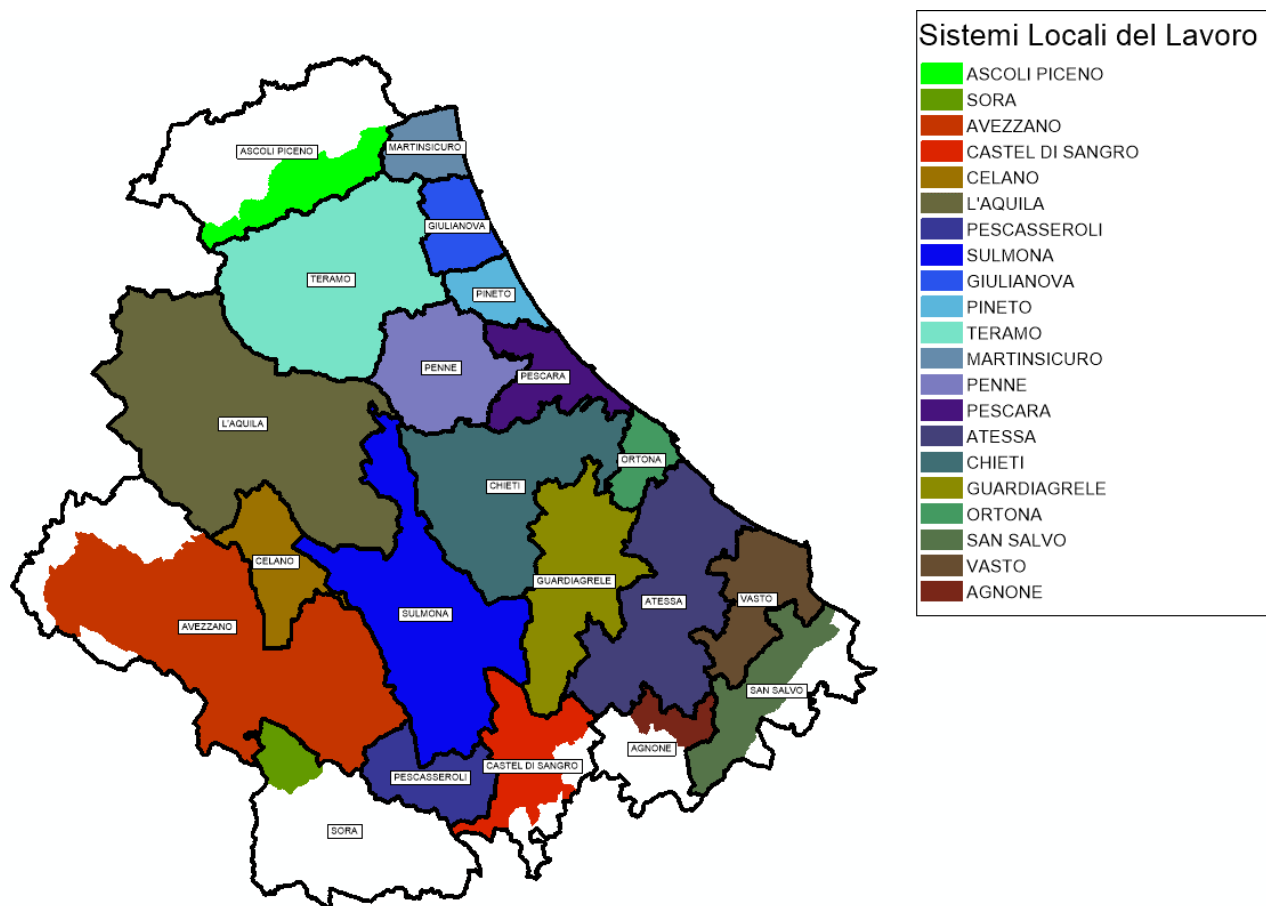 Sistemi Locali del Lavoro
ASCOLI PICENO
SORA
AVEZZANO
CASTEL DI SANGRO
CELANO
L'AQUILA
PESCASSEROLI
SULMONA
GIULIANOVA
PINETO
TERAMO
MARTINSICURO
PENNE
PESCARA
ATESSA
CHIETI
GUARDIAGRELE
ORTONA
SAN SALVO
VASTO
AGNONE
ASCOLI PICENO
MARTINSICURO
GIULIANOVA
TERAMO
PINETO
PENNE
PESCARA
L'AQUILA
ORTONA
CHIETI
CELANO
GUARDIAGRELE
ATESSA
VASTO
SULMONA
AVEZZANO
SAN SALVO
AGNONE
CASTEL DI SANGRO
PESCASSEROLI
SORA